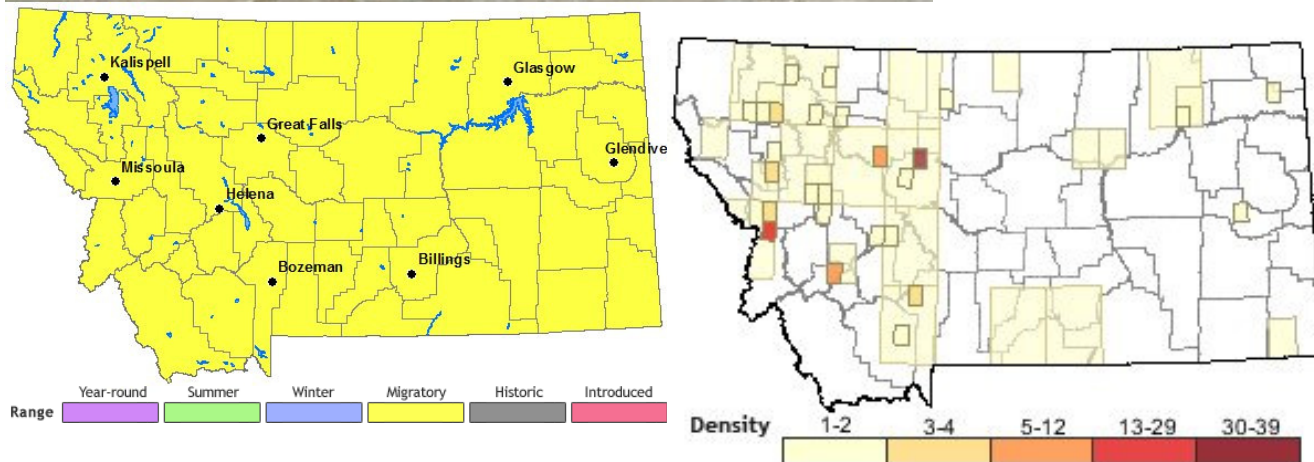 Kalispell
Glasgow
Great Falls
Glendive
Missoula
Helena
Bozeman
Billings
Year-round Summer Winter Migratory Historic Introduced
Range
Density 1-2 3-4 5-12 13-29 30-39